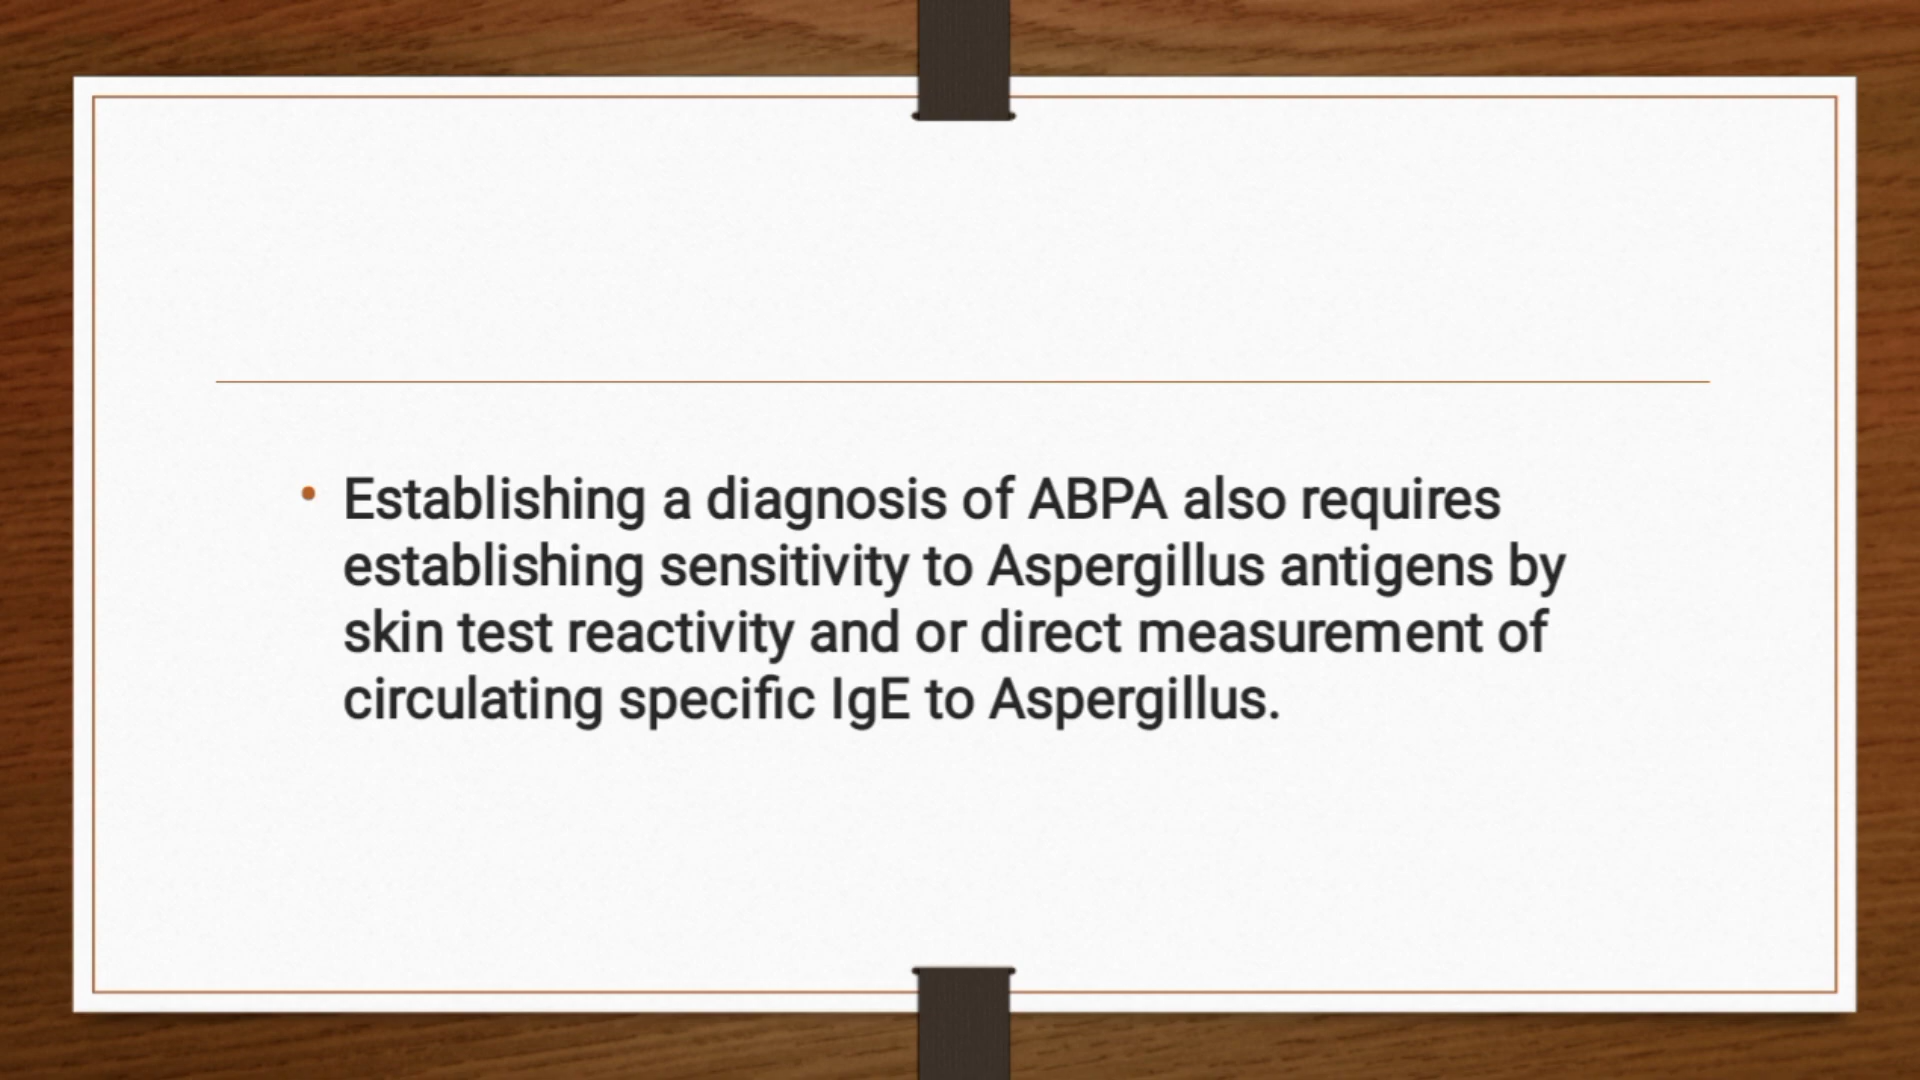 • Establishing a diagnosis of ABPA also requires
establishing sensitivity to Aspergillus antigens by
skin test reactivity and or direct measurement of
circulating specific IgE to Aspergillus.